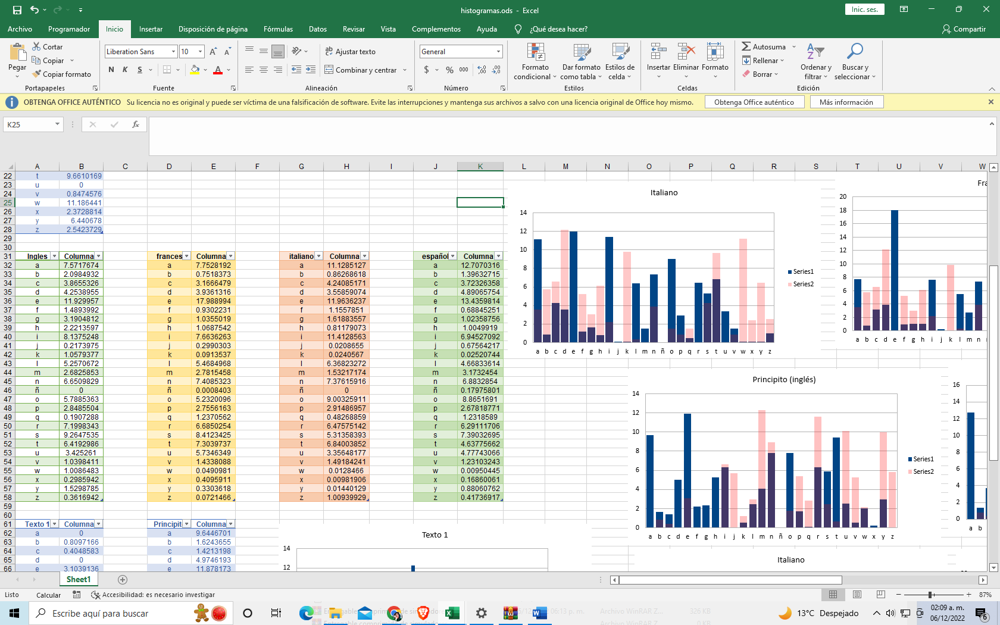 histogramas.ods - Excel
Inic. ses.
Archivo Programador Inicio Insertar Disposición de página Fórmulas Datos Revisar Vista Complementos Ayuda ¿Qué desea hacer? Compartir
Pegar
Cortar
Copiar
Copiar formato
Portapapeles
Liberation Sans 10
N K S
Fuente
Ajustar texto
Combinar y centrar
Alineación
General
$ % 000
Número
Formato condicional
Dar formato como tabla
Estilos de celda
Estilos
Insertar Eliminar Formato
Celdas
Autosuma
Rellenar
Borrar
Ordenar y filtrar
Buscar y seleccionar
Edición
OBTENGA OFFICE AUTÉNTICO Su licencia no es original y puede ser víctima de una falsificación de software. Evite las interrupciones y mantenga sus archivos a salvo con una licencia original de Office hoy mismo. Obtenga Office auténtico Más información
K25 fx
A B C D E F G H I J K L M N O P Q R S T U V W
22 t 9.6610169
23 u 0
24 v 0.8474576
25 w 11.186441
26 x 2.3728814
27 y 6.440678
28 z 2.5423729
29
30
31 Ingles Columna frances Columna italiano Columna español Columna
32 a 7.5717674 a 7.7528192 a 11.1285127 a 12.7070316
33 b 2.0984932 b 0.7518373 b 0.86268618 b 1.39632715
34 c 3.8655326 c 3.1666479 c 4.24085171 c 3.72326358
35 d 4.2538955 d 3.9361316 d 3.55859074 d 4.89065754
36 e 11.929957 e 17.988994 e 11.9636237 e 13.4359814
37 f 1.4893992 f 0.9302231 f 1.1557851 f 0.68845251
38 g 3.1904812 g 1.0355019 g 1.61883557 g 1.02358756
39 h 2.2213597 h 1.0687542 h 0.81179073 h 1.0049919
40 i 8.1375248 i 7.6636263 i 11.4128563 i 6.94527092
41 j 0.2173975 j 0.2990303 j 0.0208655 j 0.67564217
42 k 1.0579377 k 0.0913537 k 0.0240567 k 0.02520744
43 l 5.2570672 l 5.4684968 l 6.36823272 l 4.66833614
44 m 2.6825853 m 2.7815458 m 1.53217174 m 3.1732454
45 n 6.6509829 n 7.4085323 n 7.37615916 n 6.8832854
46 ñ 0 ñ 0.0008403 ñ 0 ñ 0.17975801
47 o 5.7885363 o 5.2320096 o 9.00325911 o 8.8651691
48 p 2.8485504 p 2.7556163 p 2.91486957 p 2.67818771
49 q 0.1907288 q 1.2370562 q 0.48268859 q 1.2318589
50 r 7.1998343 r 6.6850254 r 6.47575142 r 6.29111706
51 s 9.2647535 s 8.4123425 s 5.31358393 s 7.39032695
52 t 6.4192986 t 7.3039737 t 6.84003852 t 4.63775662
53 u 3.425261 u 5.7346349 u 3.35648177 u 4.77743066
54 v 1.0398411 v 1.4338088 v 1.49184241 v 1.23103243
55 w 1.0086483 w 0.0490981 w 0.0128466 w 0.00950445
56 x 0.2985942 x 0.4095911 x 0.00981906 x 0.16860061
57 y 1.5298785 y 0.3303618 y 0.01440129 y 0.88060762
58 z 0.3616942 z 0.0721466 z 1.00939929 z 0.41736917
59
60
61 Texto 1 Columna Principit Columna
62 a 0 a 9.6446701
63 b 0.8097166 b 1.6243655
64 c 0.4048583 c 1.4213198
65 d 0 d 4.9746193
66 e 3.1039136 e 11.878173
Italiano
14
12
10
8
6
4
2
0
a b c d e f g h i j k l m n ñ o p q r s t u v w x y z
Series1
Series2
Fra
20
18
16
14
12
10
8
6
4
2
0
a b c d e f g h i j k l m n
Principito (inglés)
14
12
10
8
6
4
2
0
a b c d e f g h i j k l m n ñ o p q r s t u v w x y z
Series1
Series2
16
14
12
10
8
6
4
2
0
a b
Texto 1
14
12
Italiano
Sheet1
Listo Calcular Accesibilidad: es necesario investigar 87%
Escribe aquí para buscar
06:13 p. m. Archivo WinRAR Z... 326 KB
Archivo WinRAR Z... 0 KB
13°C Despejado
02:09 a. m.
06/12/2022
6